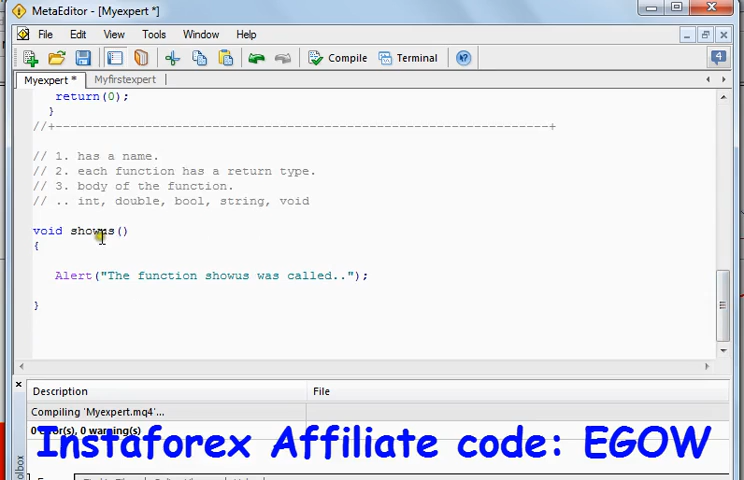 MetaEditor - [Myexpert *]
File Edit View Tools Window Help
Compile Terminal 4
Myexpert * Myfirstexpert
return(0);
}
//+------------------------------------------------------------------+
// 1. has a name.
// 2. each function has a return type.
// 3. body of the function.
// .. int, double, bool, string, void
void showus()
{
Alert("The function showus was called..");
}
Description File
Compiling 'Myexpert.mq4'...
0 error(s), 0 warning(s)
Instaforex Affiliate code: EGOW